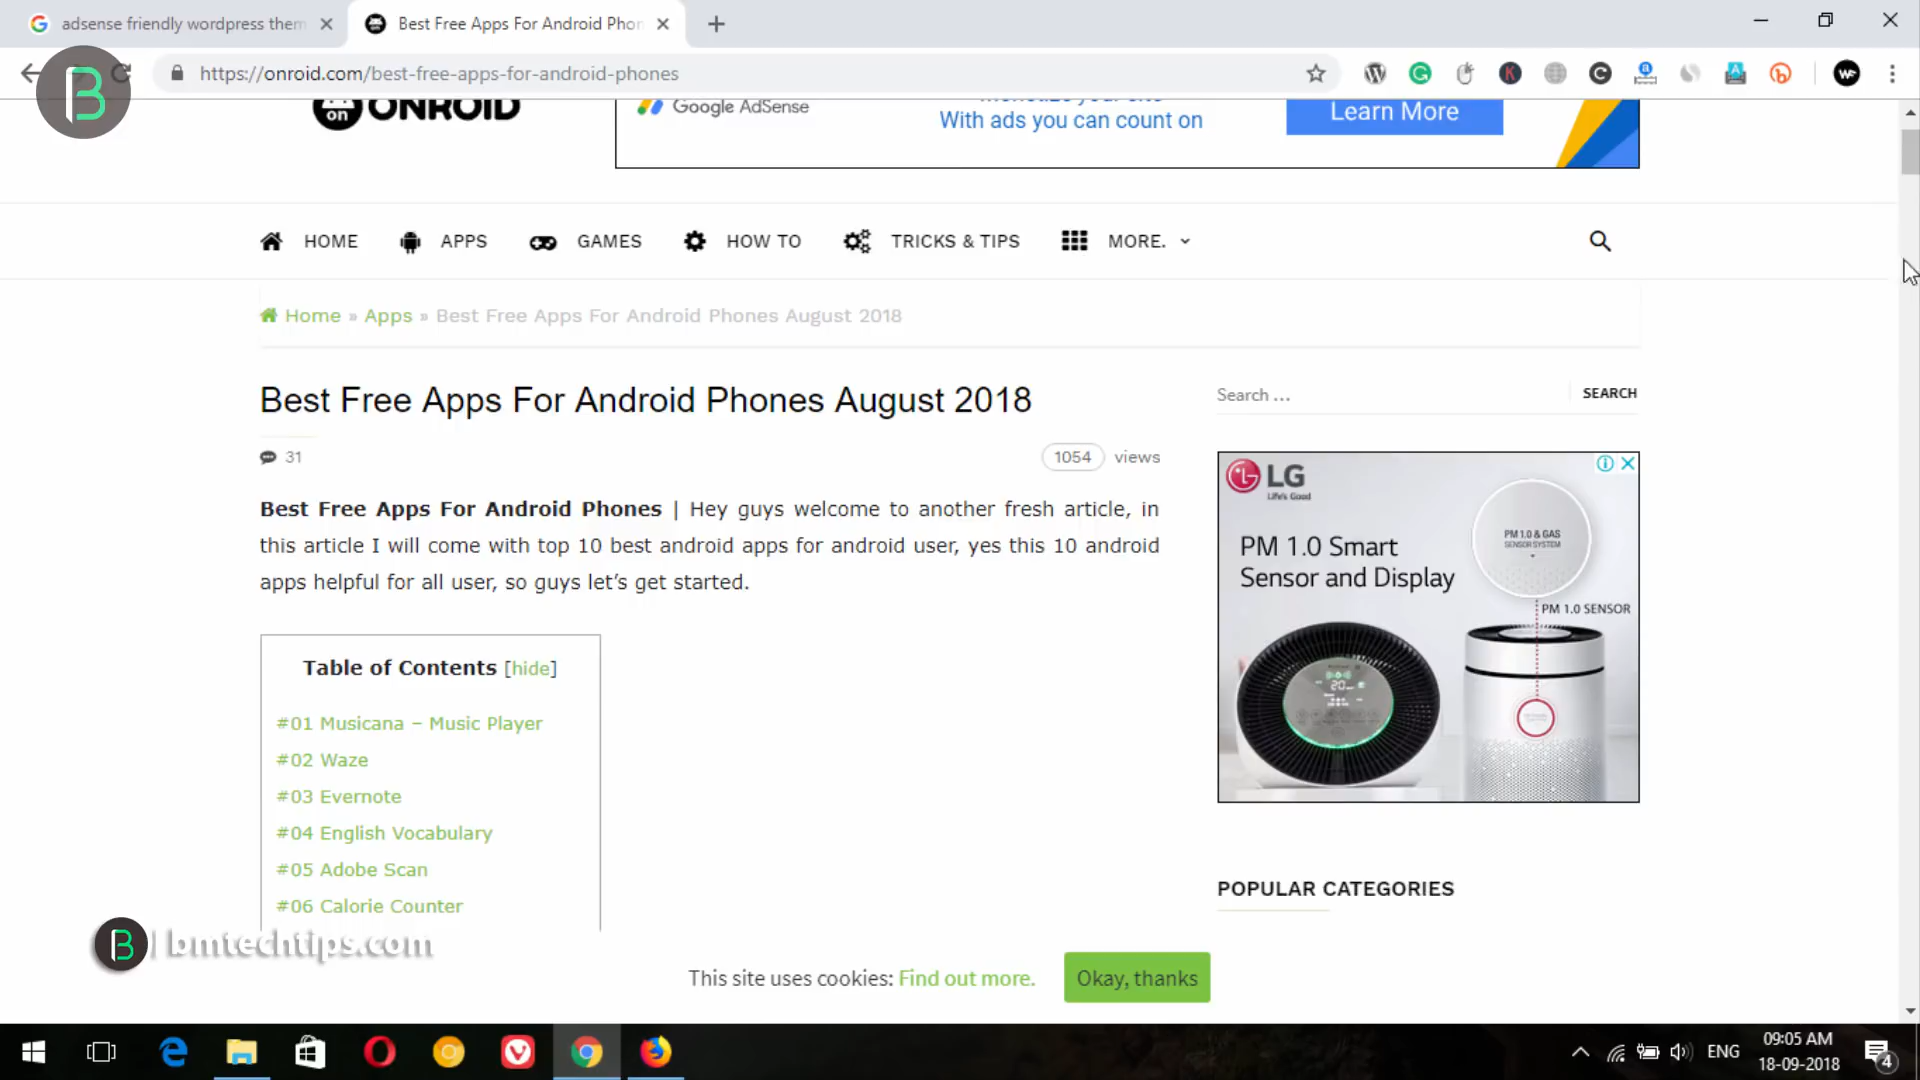 adsense friendly wordpress them
Best Free Apps For Android Phon
https://onroid.com/best-free-apps-for-android-phones
on ONROID
Google AdSense
With ads you can count on
Learn More
HOME
APPS
GAMES
HOW TO
TRICKS & TIPS
MORE.
Home » Apps » Best Free Apps For Android Phones August 2018
Best Free Apps For Android Phones August 2018
Search ...
SEARCH
31
1054 views
Best Free Apps For Android Phones | Hey guys welcome to another fresh article, in
this article I will come with top 10 best android apps for android user, yes this 10 android
apps helpful for all user, so guys let’s get started.
LG
Life's Good
PM 1.0 Smart
Sensor and Display
PM 1.0 & GAS
SENSOR SYSTEM
PM 1.0 SENSOR
Table of Contents [hide]
#01 Musicana – Music Player
#02 Waze
#03 Evernote
#04 English Vocabulary
#05 Adobe Scan
#06 Calorie Counter
POPULAR CATEGORIES
B | bmtechtips.com
This site uses cookies: Find out more.
Okay, thanks
ENG
09:05 AM
18-09-2018
4